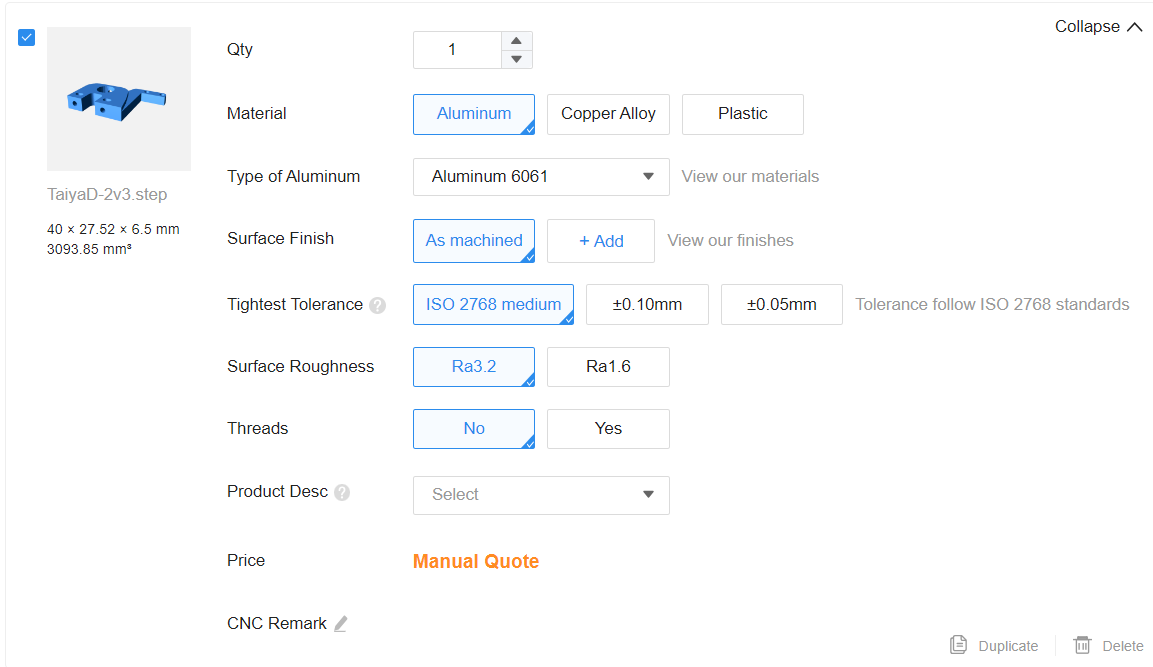 Collapse
Qty 1
Material Aluminum Copper Alloy Plastic
Type of Aluminum Aluminum 6061 View our materials
TaiyaD-2v3.step
40 × 27.52 × 6.5 mm
3093.85 mm³
Surface Finish As machined + Add View our finishes
Tightest Tolerance ? ISO 2768 medium ±0.10mm ±0.05mm Tolerance follow ISO 2768 standards
Surface Roughness Ra3.2 Ra1.6
Threads No Yes
Product Desc ? Select
Price Manual Quote
CNC Remark
Duplicate Delete